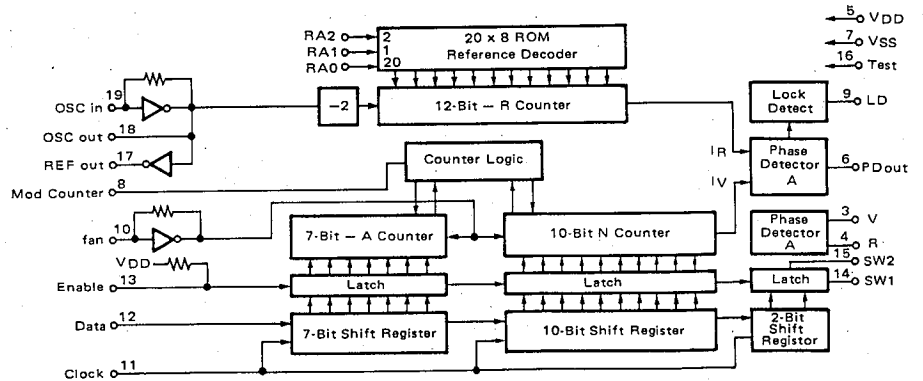 5 VDD
7 VSS
16 Test
RA2 2
RA1 1
RA0 20
20 x 8 ROM
Reference Decoder
19
OSC in
–2
12-Bit – R Counter
Lock
Detect
9 LD
OSC out 18
REF out 17
Counter Logic
IR
Phase
Detector
A
6 PDout
Mod Counter 8
IV
fan 10
7-Bit – A Counter
10-Bit N Counter
Phase
Detector
A
3 V
4 R
VDD
15 SW2
Enable 13
Latch
Latch
Latch
14 SW1
Data 12
7-Bit Shift Register
10-Bit Shift Register
2-Bit
Shift
Registor
Clock 11